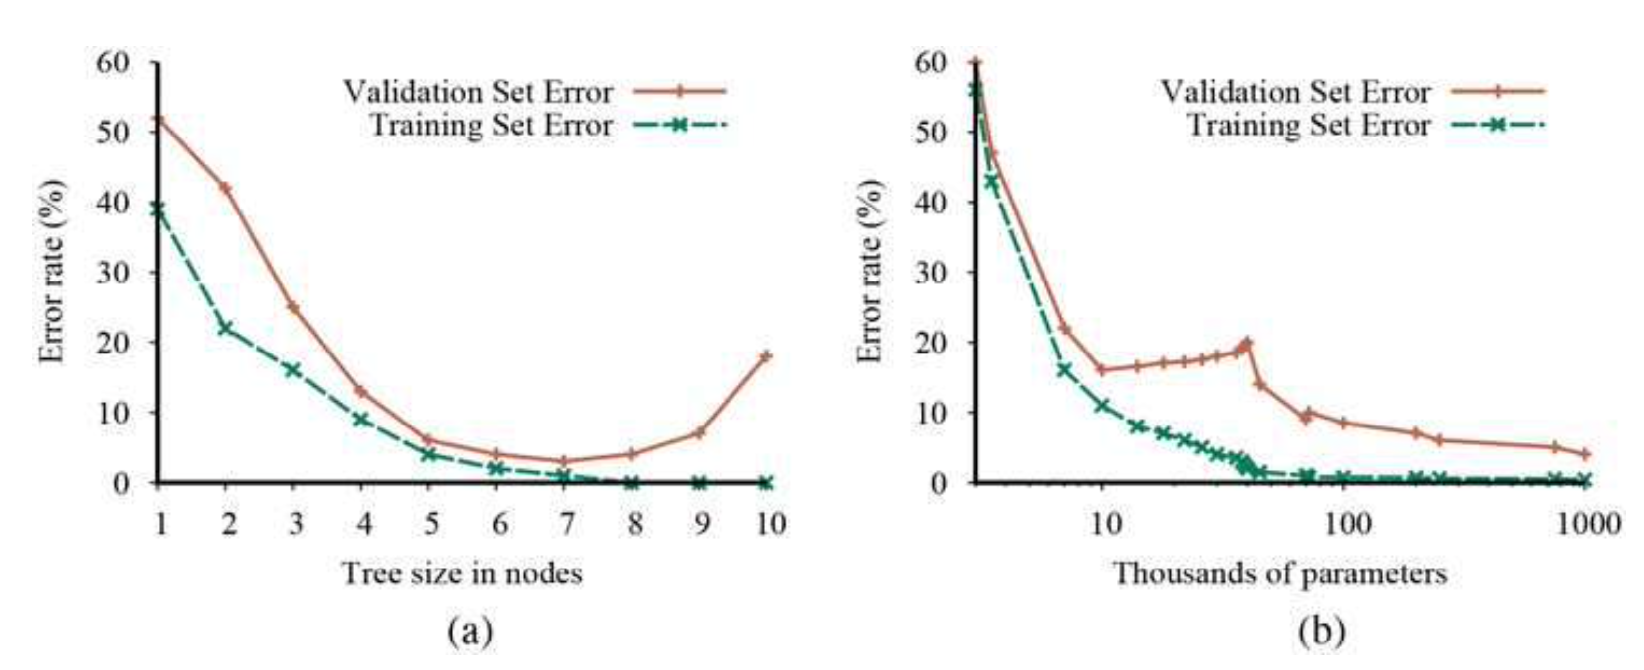 60
50
40
30
20
10
0
Error rate (%)
Validation Set Error
Training Set Error
1 2 3 4 5 6 7 8 9 10
Tree size in nodes
(a)
60
50
40
30
20
10
0
Error rate (%)
Validation Set Error
Training Set Error
10 100 1000
Thousands of parameters
(b)